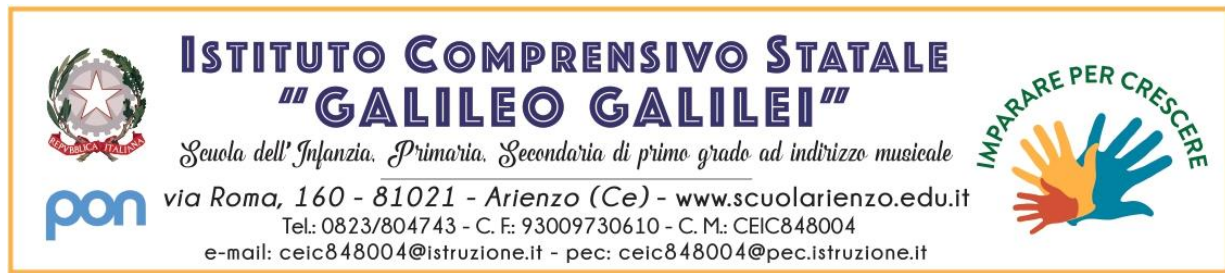 ISTITUTO COMPRENSIVO STATALE
"GALILEO GALILEI"
Scuola dell'Infanzia, Primaria, Secondaria di primo grado ad indirizzo musicale
via Roma, 160 - 81021 - Arienzo (Ce) - www.scuolarienzo.edu.it
Tel.: 0823/804743 - C. F.: 93009730610 - C. M.: CEIC848004
e-mail: ceic848004@istruzione.it - pec: ceic848004@pec.istruzione.it
REPVBBLICA ITALIANA
pon
IMPARARE PER CRESCERE